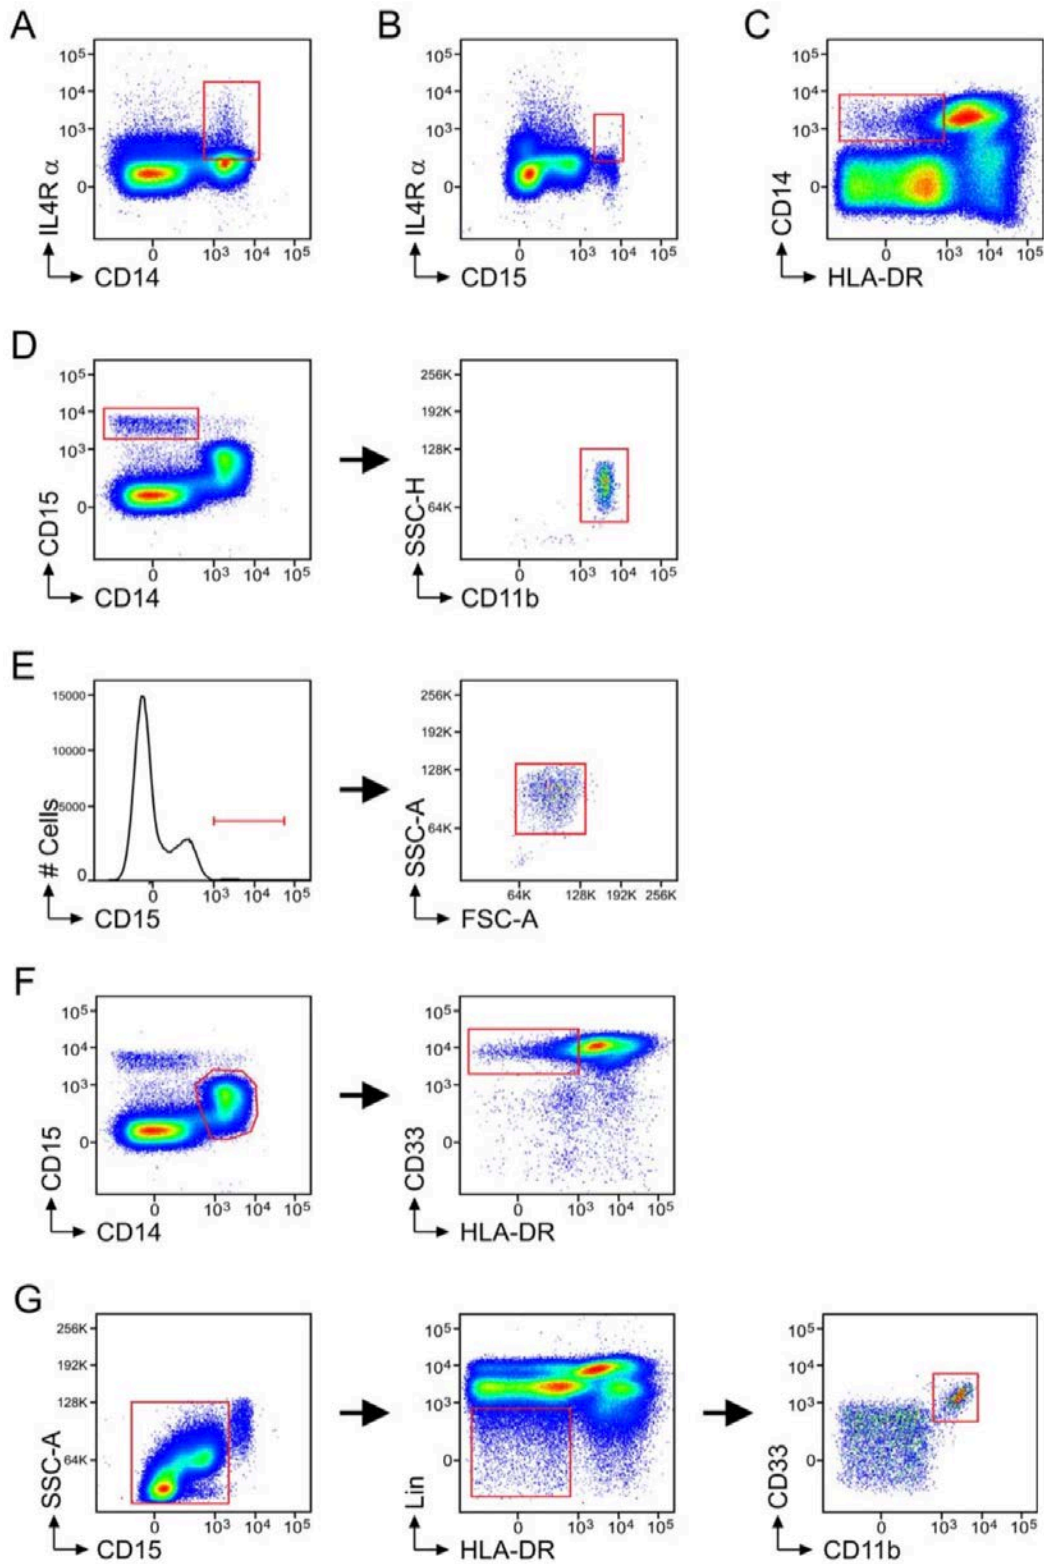 A
10⁵
10⁴
10³
0
IL4R α
0 10³ 10⁴ 10⁵
CD14
B
10⁵
10⁴
10³
0
IL4R α
0 10³ 10⁴ 10⁵
CD15
C
10⁵
10⁴
10³
0
CD14
0 10³ 10⁴ 10⁵
HLA-DR
D
10⁵
10⁴
10³
0
CD15
0 10³ 10⁴ 10⁵
CD14
256K
192K
128K
64K
SSC-H
0 10³ 10⁴ 10⁵
CD11b
E
15000
10000
5000
0
# Cells
0 10³ 10⁴ 10⁵
CD15
256K
192K
128K
64K
SSC-A
64K 128K 192K 256K
FSC-A
F
10⁵
10⁴
10³
0
CD15
0 10³ 10⁴ 10⁵
CD14
10⁵
10⁴
10³
0
CD33
0 10³ 10⁴ 10⁵
HLA-DR
G
256K
192K
128K
64K
SSC-A
0 10³ 10⁴ 10⁵
CD15
10⁵
10⁴
10³
0
Lin
0 10³ 10⁴ 10⁵
HLA-DR
10⁵
10⁴
10³
0
CD33
0 10³ 10⁴ 10⁵
CD11b